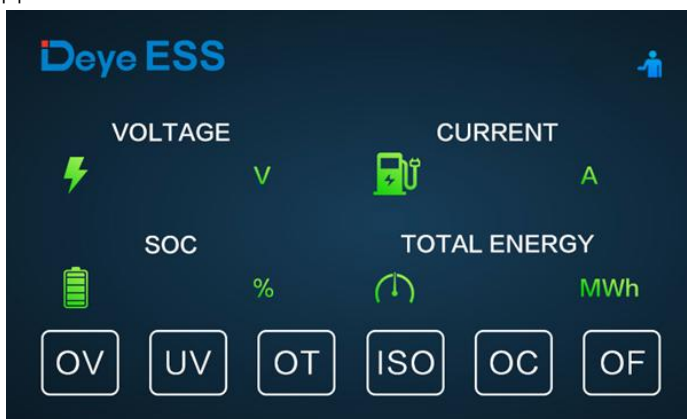 Deye ESS
VOLTAGE CURRENT
V A
SOC TOTAL ENERGY
% MWh
OV UV OT ISO OC OF